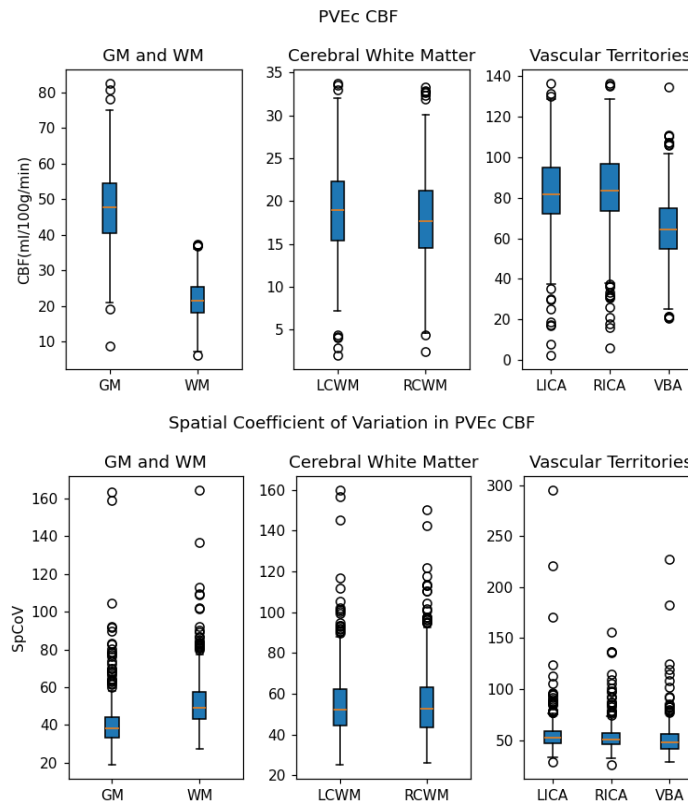 PVEc CBF
GM and WM
Cerebral White Matter
Vascular Territories
CBF(ml/100g/min)
80
70
60
50
40
30
20
10
GM
WM
35
30
25
20
15
10
5
LCWM
RCWM
140
120
100
80
60
40
20
0
LICA
RICA
VBA
Spatial Coefficient of Variation in PVEc CBF
GM and WM
Cerebral White Matter
Vascular Territories
SpCoV
160
140
120
100
80
60
40
20
GM
WM
160
140
120
100
80
60
40
20
LCWM
RCWM
300
250
200
150
100
50
LICA
RICA
VBA